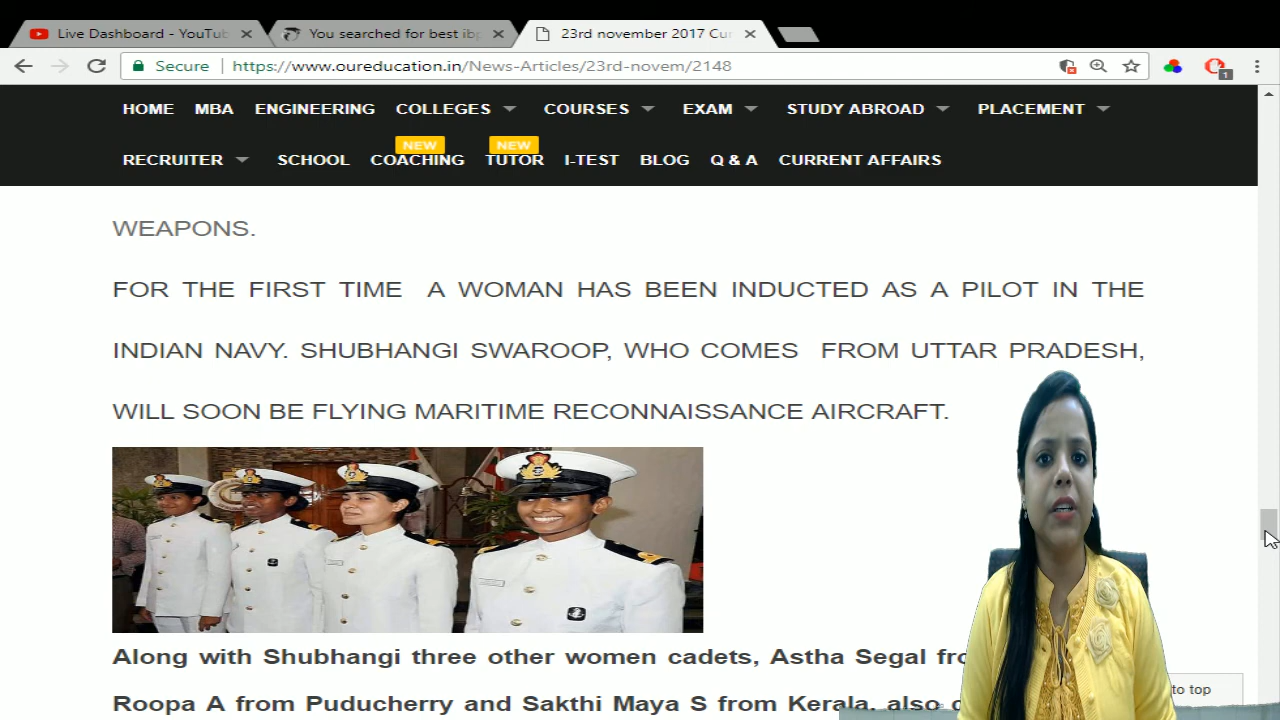 Live Dashboard - YouTub
You searched for best ibp
23rd november 2017 Cur
Secure
https://www.oureducation.in/News-Articles/23rd-novem/2148
1
HOME MBA ENGINEERING COLLEGES COURSES EXAM STUDY ABROAD PLACEMENT
NEW NEW
RECRUITER SCHOOL COACHING TUTOR I-TEST BLOG Q & A CURRENT AFFAIRS
WEAPONS.
FOR THE FIRST TIME A WOMAN HAS BEEN INDUCTED AS A PILOT IN THE
INDIAN NAVY. SHUBHANGI SWAROOP, WHO COMES FROM UTTAR PRADESH,
WILL SOON BE FLYING MARITIME RECONNAISSANCE AIRCRAFT.
Along with Shubhangi three other women cadets, Astha Segal fro
to top
Roopa A from Puducherry and Sakthi Maya S from Kerala, also